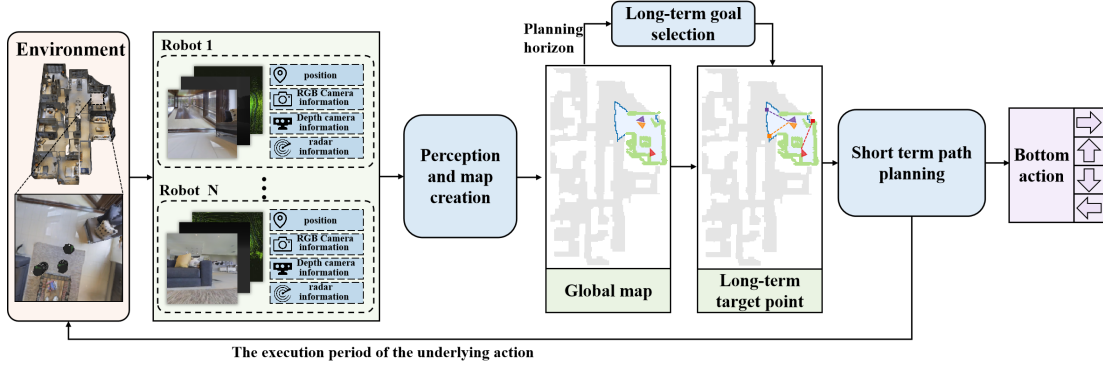 Environment
Robot 1
position
RGB Camera
information
Depth camera
information
radar
information
Robot N
position
RGB Camera
information
Depth camera
information
radar
information
Perception
and map
creation
Planning
horizon
Long-term goal
selection
Global map
Long-term
target point
Short term path
planning
Bottom
action
The execution period of the underlying action